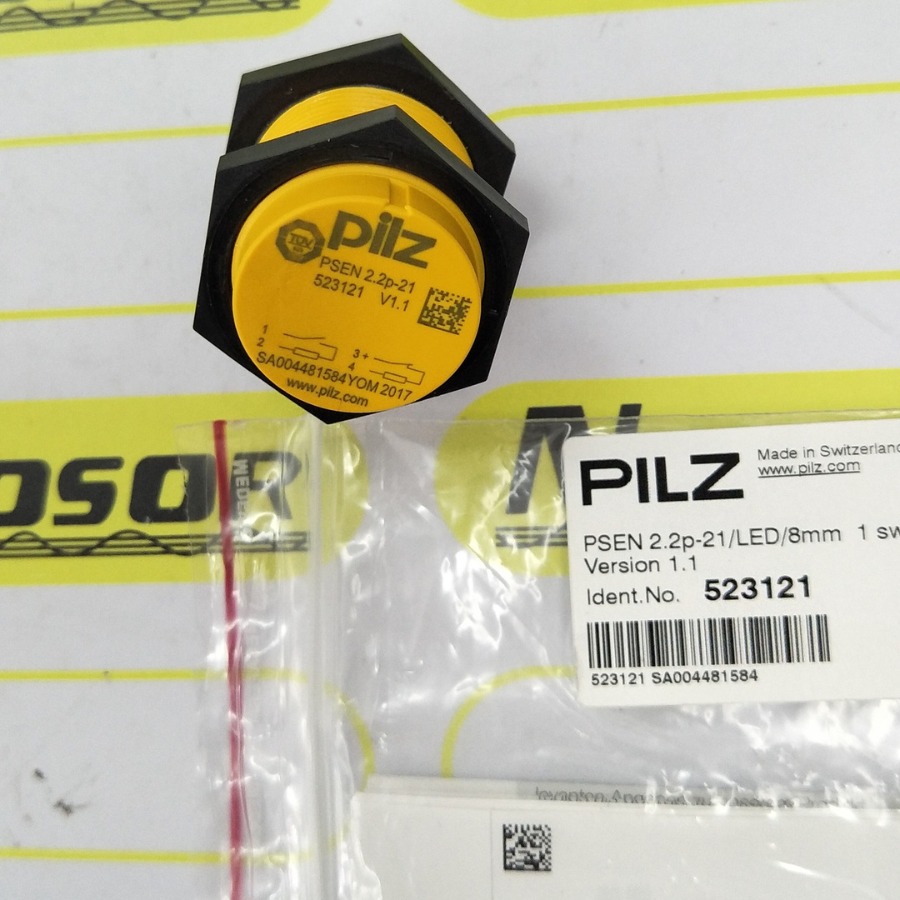 TÜV
pilz
PSEN 2.2p-21
523121 V1.1
1
2
3+
4
SA004481584YOM 2017
www.pilz.com
OSOR
N
PILZ
Made in Switzerland
www.pilz.com
PSEN 2.2p-21/LED/8mm 1 sw
Version 1.1
Ident.No. 523121
523121 SA004481584